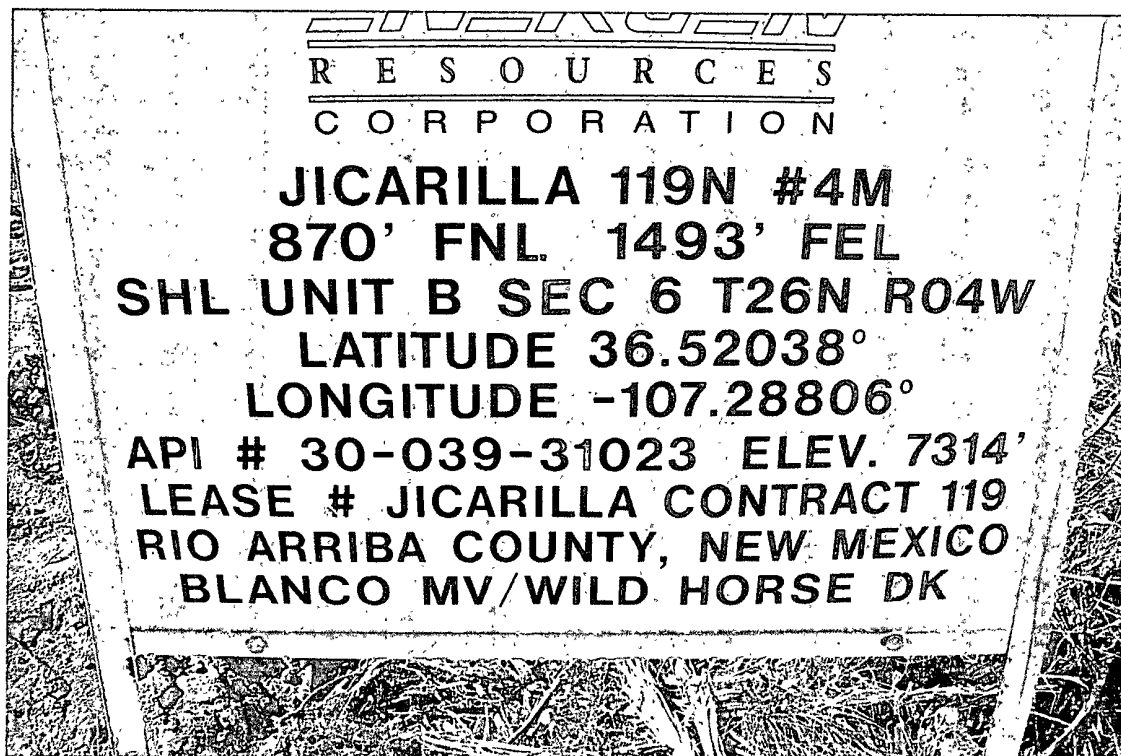 ENERGEN
RESOURCES
CORPORATION
JICARILLA 119N #4M
870' FNL 1493' FEL
SHL UNIT B SEC 6 T26N R04W
LATITUDE 36.52038°
LONGITUDE -107.28806°
API # 30-039-31023 ELEV. 7314'
LEASE # JICARILLA CONTRACT 119
RIO ARRIBA COUNTY, NEW MEXICO
BLANCO MV/WILD HORSE DK